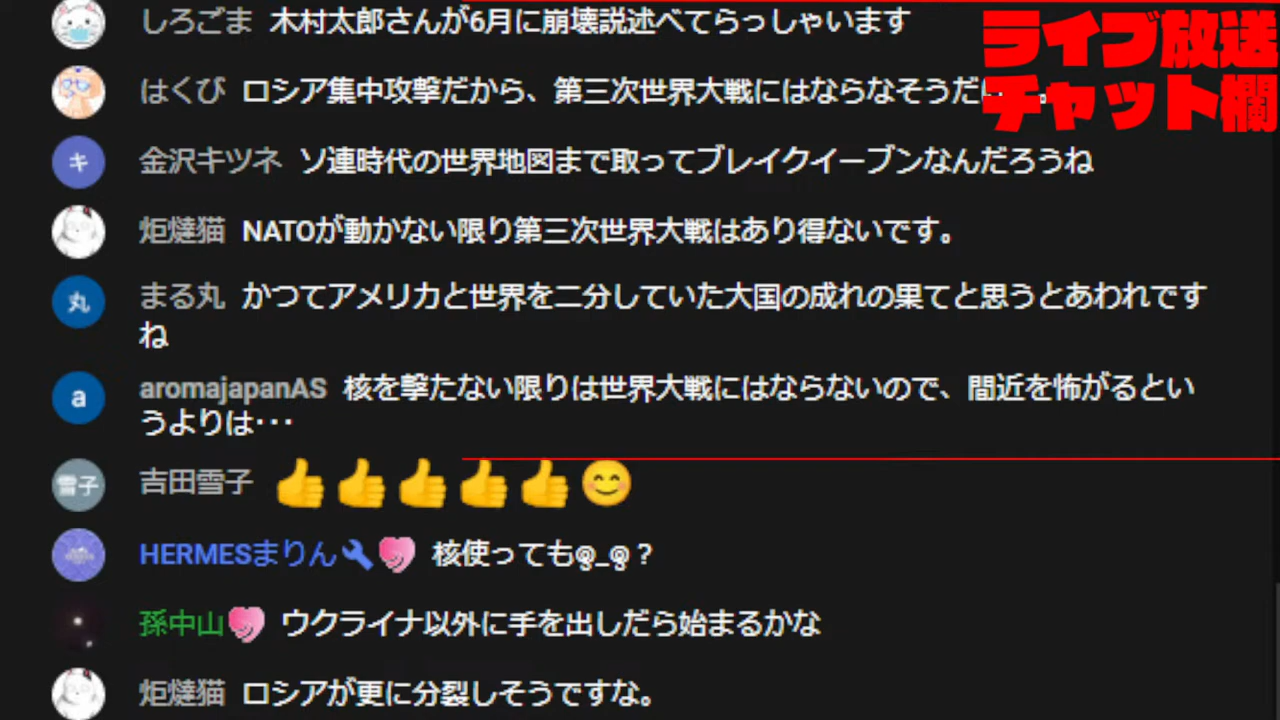 しろごま 木村太郎さんが6月に崩壊説述べてらっしゃいます
ライブ放送
チャット欄
はくび ロシア集中攻撃だから、第三次世界大戦にはならなそうだ
キ
金沢キツネ ソ連時代の世界地図まで取ってブレイクイーブンなんだろうね
炬燵猫 NATOが動かない限り第三次世界大戦はあり得ないです。
丸
まる丸 かつてアメリカと世界を二分していた大国の成れの果てと思うとあわれです
ね
a
aromajapanAS 核を撃たない限りは世界大戦にはならないので、間近を怖がるとい
うよりは･･･
雪子
吉田雪子 👍👍👍👍👍😊
HERMESまりん🔧 核使っても@_@？
孫中山 ウクライナ以外に手を出しだら始まるかな
炬燵猫 ロシアが更に分裂しそうですな。